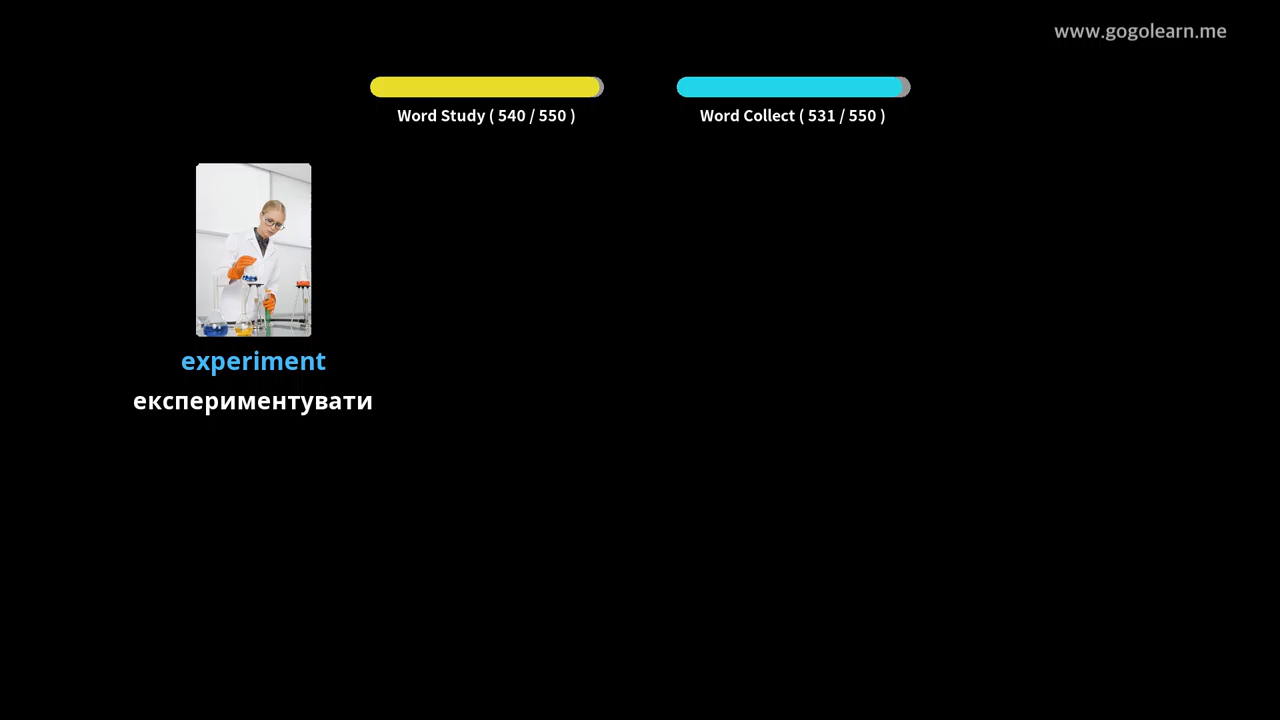 www.gogolearn.me
Word Study ( 540 / 550 )
Word Collect ( 531 / 550 )
experiment
експериментувати